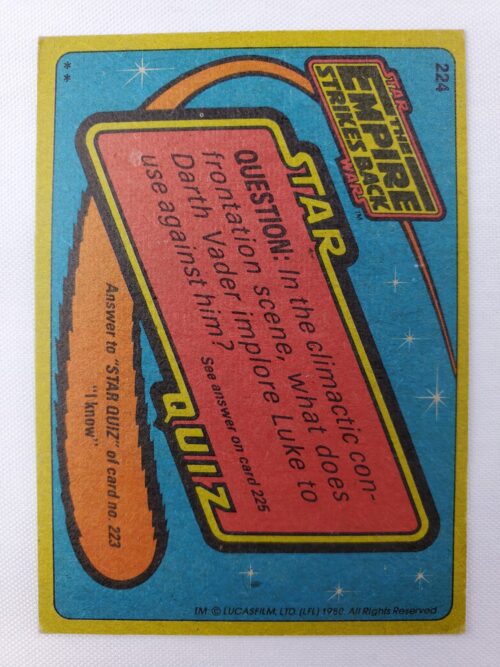 224
STAR
THE
EMPIRE
STRIKES BACK
WARS™
STAR
QUESTION: In the climactic con-
frontation scene, what does
Darth Vader implore Luke to
use against him? See answer on card 225
QUIZ
Answer to "STAR QUIZ" of card no. 223
"I know"
**
TM: © LUCASFILM, LTD. (LFL) 1980. All Rights Reserved